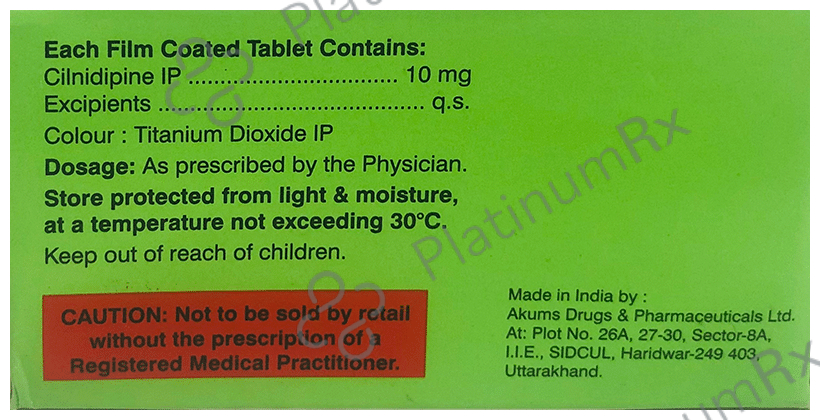 Each Film Coated Tablet Contains:
Cilnidipine IP ................................ 10 mg
Excipients ........................................ q.s.
Colour : Titanium Dioxide IP
Dosage: As prescribed by the Physician.
Store protected from light & moisture,
at a temperature not exceeding 30°C.
Keep out of reach of children.
CAUTION: Not to be sold by retail
without the prescription of a
Registered Medical Practitioner.
Made in India by :
Akums Drugs & Pharmaceuticals Ltd.
At: Plot No. 26A, 27-30, Sector-8A,
I.I.E., SIDCUL, Haridwar-249 403,
Uttarakhand.
PlatinumRx
PlatinumRx